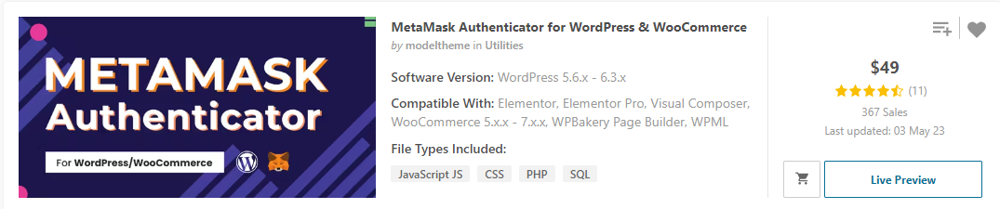 METAMASK
Authenticator
For WordPress/WooCommerce
MetaMask Authenticator for WordPress & WooCommerce
by modeltheme in Utilities
Software Version: WordPress 5.6.x - 6.3.x
Compatible With: Elementor, Elementor Pro, Visual Composer,
WooCommerce 5.x.x - 7.x.x, WPBakery Page Builder, WPML
File Types Included:
JavaScript JS CSS PHP SQL
$49
(11)
367 Sales
Last updated: 03 May 23
Live Preview